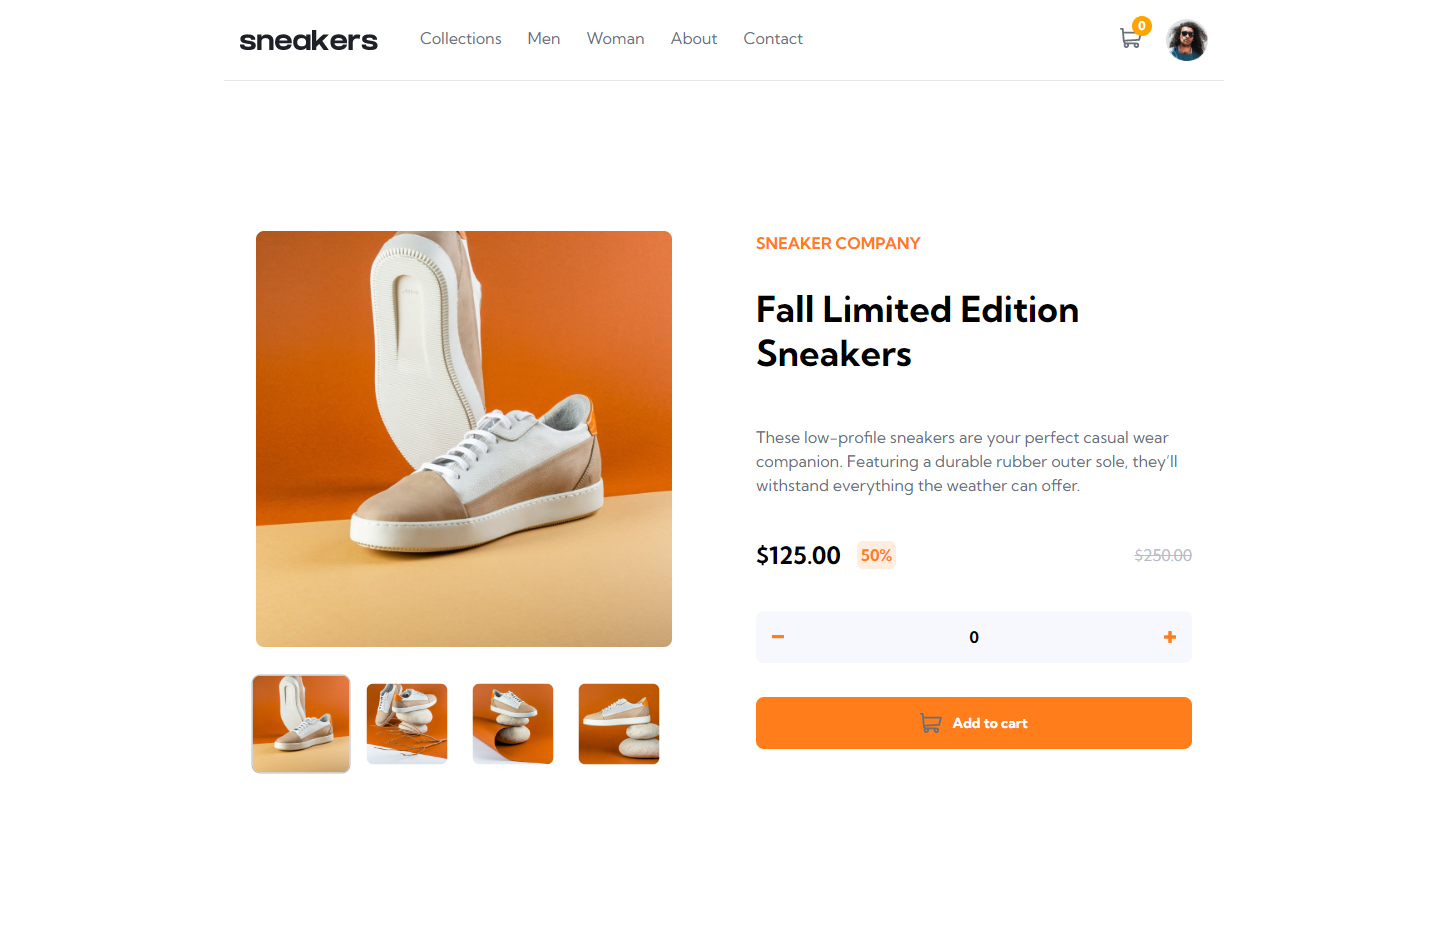 sneakers Collections Men Woman About Contact 0
SNEAKER COMPANY
Fall Limited Edition
Sneakers
These low-profile sneakers are your perfect casual wear
companion. Featuring a durable rubber outer sole, they’ll
withstand everything the weather can offer.
$125.00 50% $250.00
0
Add to cart